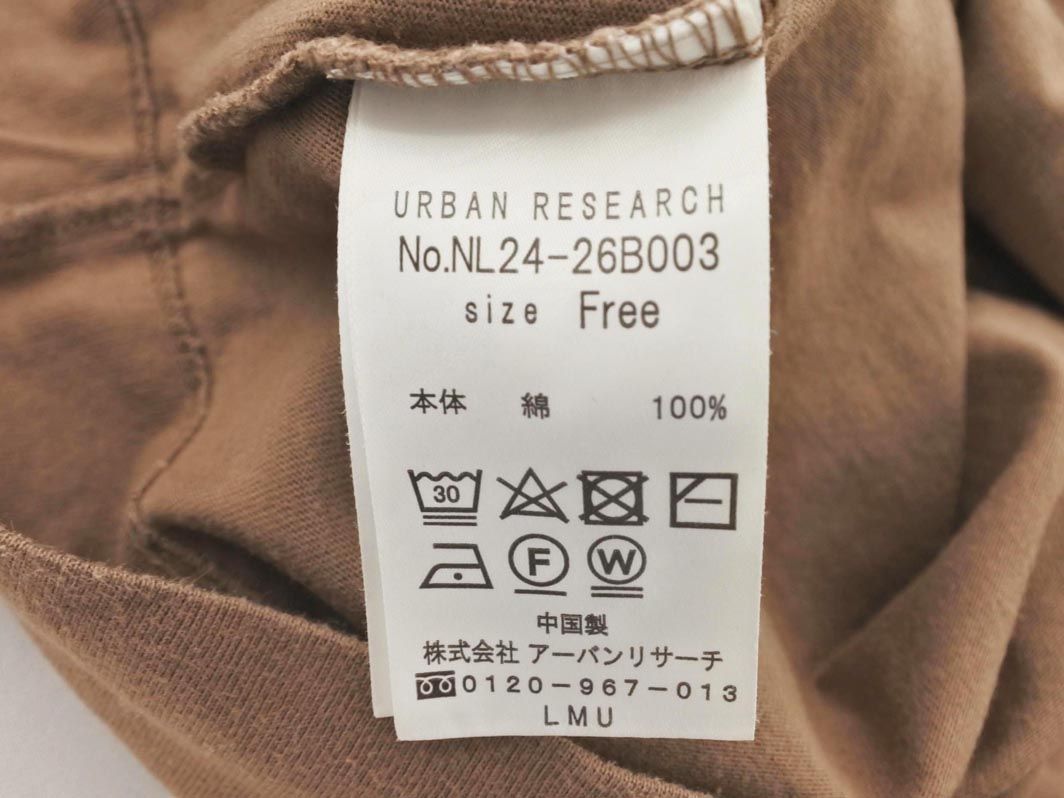 URBAN RESEARCH
No.NL24-26B003
size Free
本体 綿 100%
30
F W
中国製
株式会社 アーバンリサーチ
0120-967-013
LMU